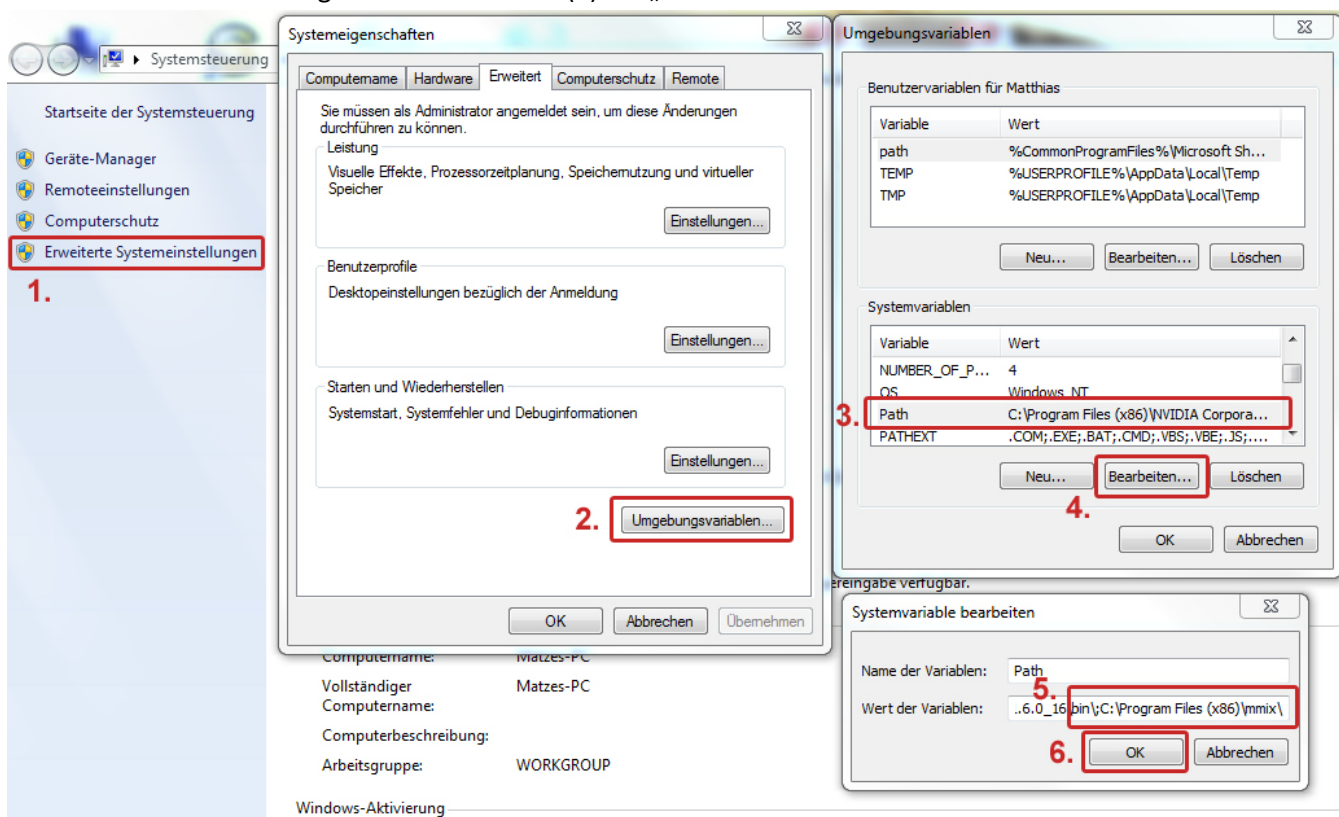 Systemsteuerung
Startseite der Systemsteuerung
Geräte-Manager
Remoteeinstellungen
Computerschutz
Erweiterte Systemeinstellungen
1.
Systemeigenschaften
Computername Hardware Erweitert Computerschutz Remote
Sie müssen als Administrator angemeldet sein, um diese Änderungen
durchführen zu können.
Leistung
Visuelle Effekte, Prozessorzeitplanung, Speichernutzung und virtueller
Speicher
Einstellungen...
Benutzerprofile
Desktopeinstellungen bezüglich der Anmeldung
Einstellungen...
Starten und Wiederherstellen
Systemstart, Systemfehler und Debuginformationen
Einstellungen...
2. Umgebungsvariablen...
OK Abbrechen Übernehmen
Umgebungsvariablen
Benutzervariablen für Matthias
Variable Wert
path %CommonProgramFiles%\Microsoft Sh...
TEMP %USERPROFILE%\AppData\Local\Temp
TMP %USERPROFILE%\AppData\Local\Temp
Neu... Bearbeiten... Löschen
Systemvariablen
Variable Wert
NUMBER_OF_P... 4
OS Windows_NT
3. Path C:\Program Files (x86)\NVIDIA Corpora...
PATHEXT .COM;.EXE;.BAT;.CMD;.VBS;.VBE;.JS;....
Neu... Bearbeiten... Löschen
4.
OK Abbrechen
ereingabe verfügbar.
Systemvariable bearbeiten
Name der Variablen: Path
5.
Wert der Variablen: ..6.0_16\bin\;C:\Program Files (x86)\mmix\
6. OK Abbrechen
Computername: Matzes-PC
Vollständiger Matzes-PC
Computername:
Computerbeschreibung:
Arbeitsgruppe: WORKGROUP
Windows-Aktivierung